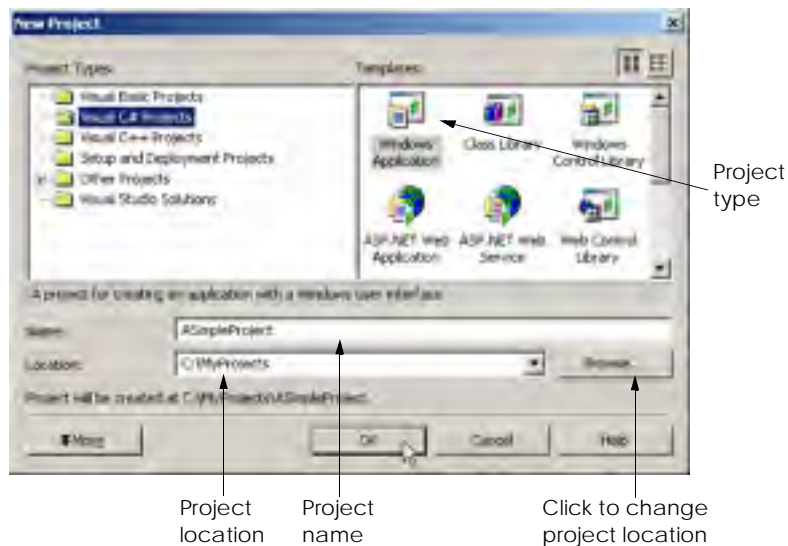 New Project
Project Types:
Templates:
Visual Basic Projects
Visual C# Projects
Visual C++ Projects
Setup and Deployment Projects
Other Projects
Visual Studio Solutions
Windows Application
Class Library
Windows Control Library
ASP.NET Web Application
ASP.NET Web Service
Web Control Library
Project
type
A project for creating an application with a Windows user interface
Name:
ASimpleProject
Location:
C:\MyProjects
Browse...
Project will be created at C:\MyProjects\ASimpleProject.
More
OK
Cancel
Help
Project
location
Project
name
Click to change
project location